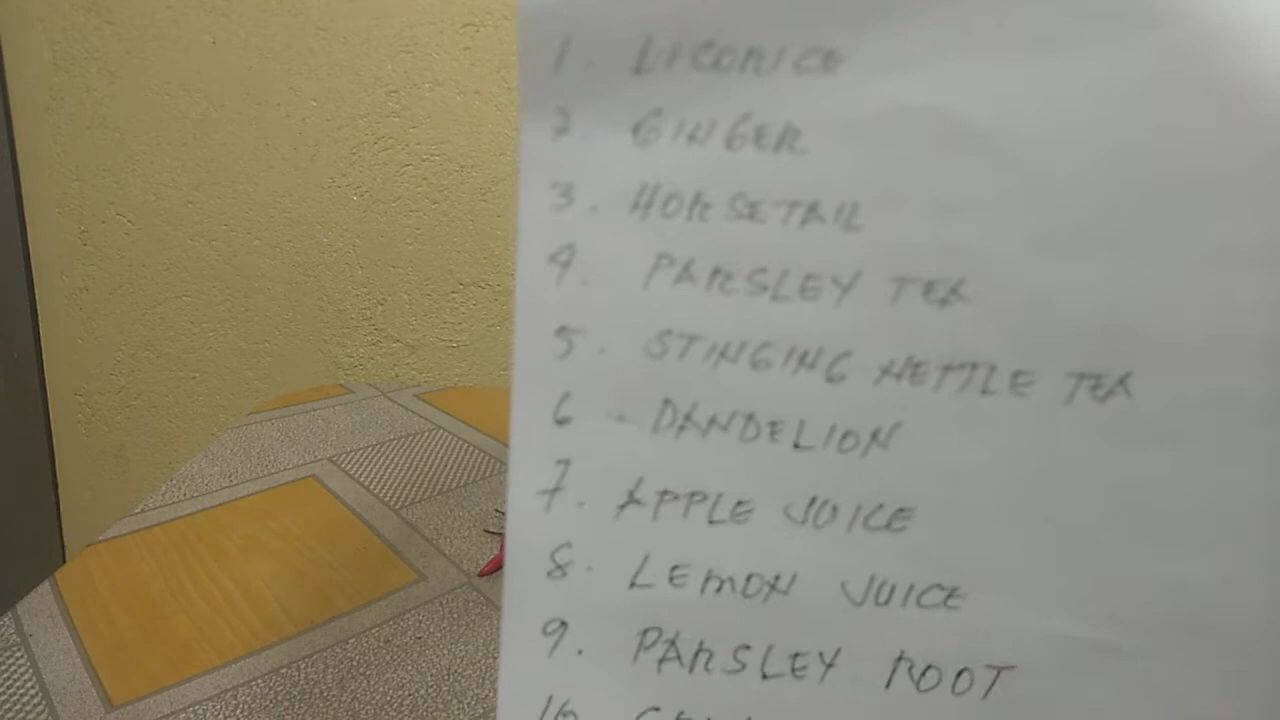 1. LICORICE
2 GINGER
3. HORSETAIL
4. PARSLEY TEA
5. STINGING NETTLE TEA
6. DANDELION
7. APPLE JUICE
8. LEMON JUICE
9. PARSLEY ROOT
10